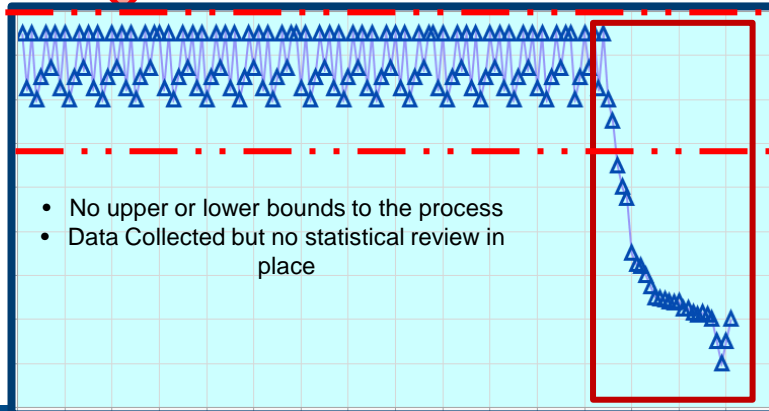 • No upper or lower bounds to the process
• Data Collected but no statistical review in
place